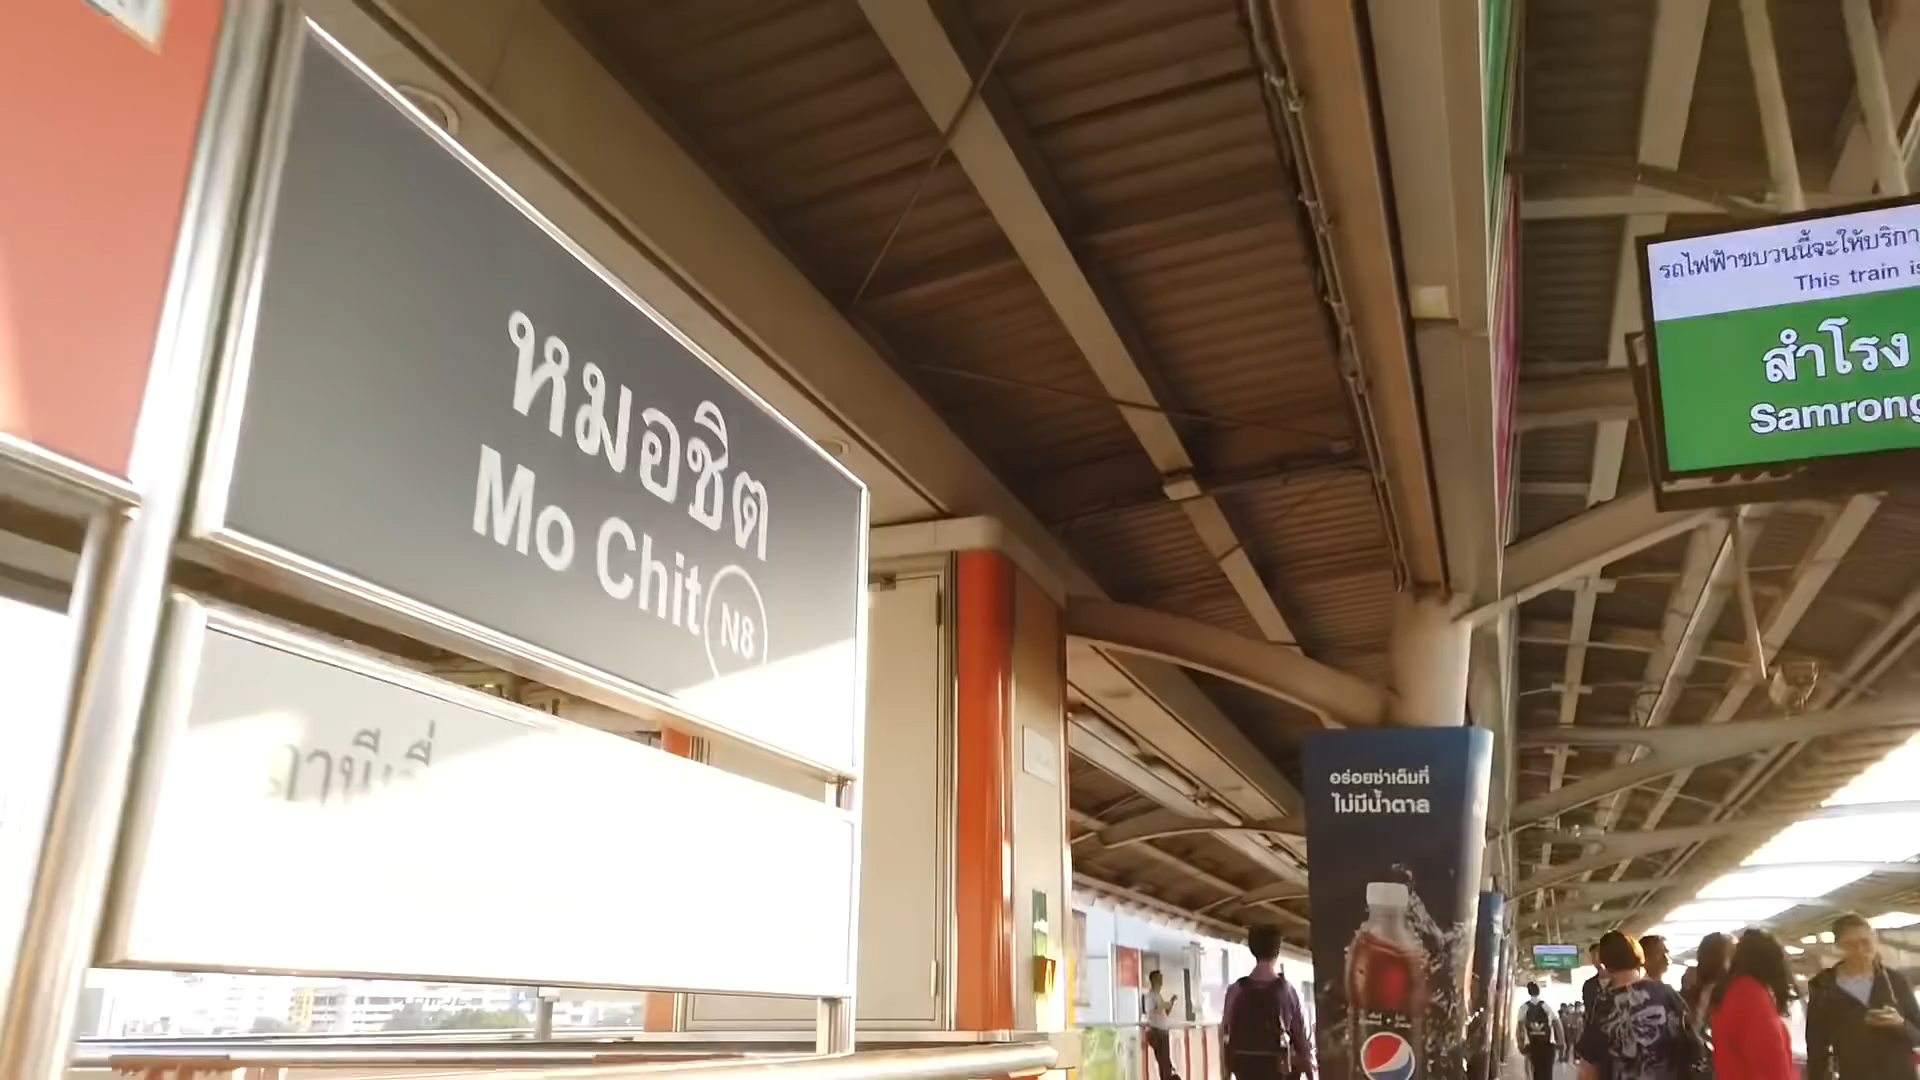 หมอชิต
Mo Chit N8
รถไฟฟ้าขบวนนี้จะให้บริกา
This train is
สำโรง
Samrong
อร่อยซ่าเต็มที่
ไม่มีน้ำตาล